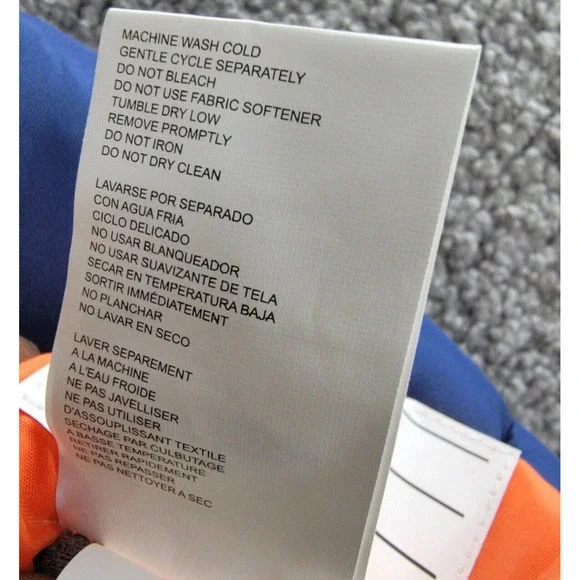 MACHINE WASH COLD
GENTLE CYCLE SEPARATELY
DO NOT BLEACH
DO NOT USE FABRIC SOFTENER
TUMBLE DRY LOW
REMOVE PROMPTLY
DO NOT IRON
DO NOT DRY CLEAN
LAVARSE POR SEPARADO
CON AGUA FRIA
CICLO DELICADO
NO USAR BLANQUEADOR
NO USAR SUAVIZANTE DE TELA
SECAR EN TEMPERATURA BAJA
SORTIR IMMÉDIATEMENT
NO PLANCHAR
NO LAVAR EN SECO
LAVER SEPAREMENT
A LA MACHINE
A L'EAU FROIDE
NE PAS JAVELLISER
NE PAS UTILISER
D'ASSOUPLISSANT TEXTILE
SECHAGE PAR CULBUTAGE
A BASSE TEMPERATURE
RETIRER RAPIDEMENT
NE PAS REPASSER
NE PAS NETTOYER A SEC